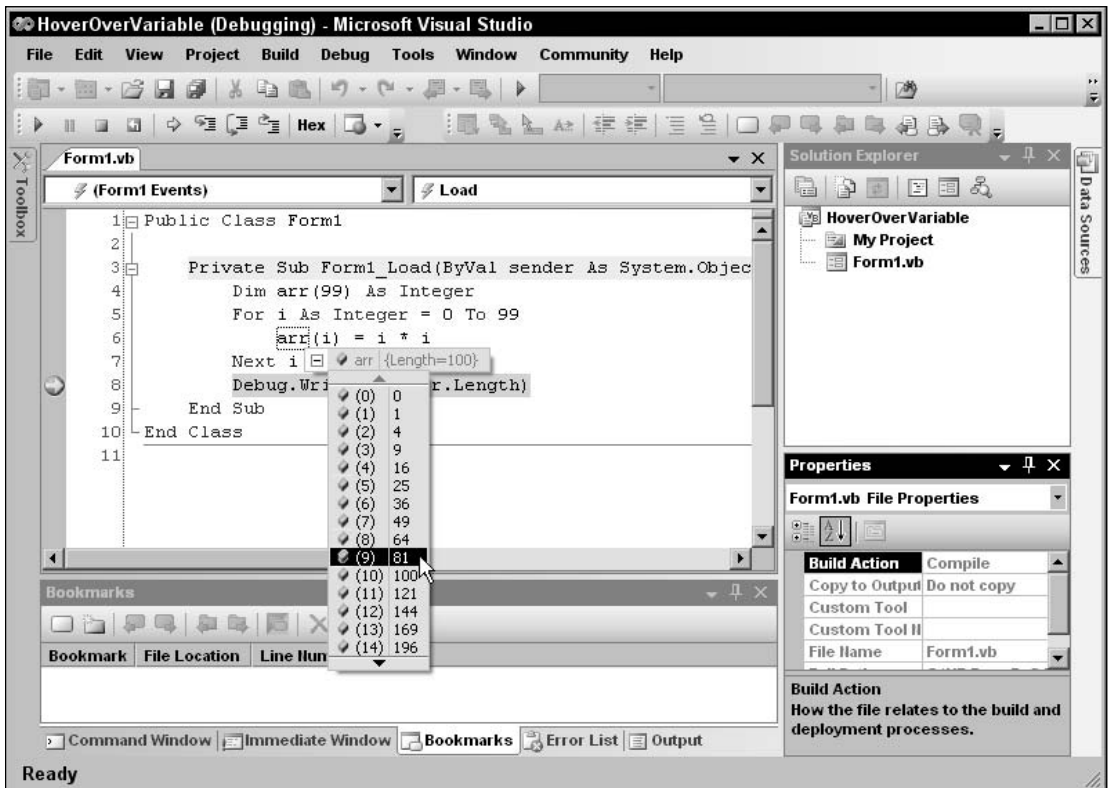 HoverOverVariable (Debugging) - Microsoft Visual Studio
File Edit View Project Build Debug Tools Window Community Help
Hex
Toolbox
Form1.vb
(Form1 Events)
Load
1 Public Class Form1
2
3 Private Sub Form1_Load(ByVal sender As System.Objec
4 Dim arr(99) As Integer
5 For i As Integer = 0 To 99
6 arr(i) = i * i
7 Next i
arr {Length=100}
8 Debug.Wri r.Length)
9 End Sub
10 End Class
11
(0) 0
(1) 1
(2) 4
(3) 9
(4) 16
(5) 25
(6) 36
(7) 49
(8) 64
(9) 81
(10) 100
(11) 121
(12) 144
(13) 169
(14) 196
Solution Explorer
HoverOverVariable
My Project
Form1.vb
Data Sources
Properties
Form1.vb File Properties
Build Action Compile
Copy to Output Do not copy
Custom Tool
Custom Tool N
File Name Form1.vb
Build Action
How the file relates to the build and
deployment processes.
Bookmarks
Bookmark File Location Line Num
Command Window Immediate Window Bookmarks Error List Output
Ready